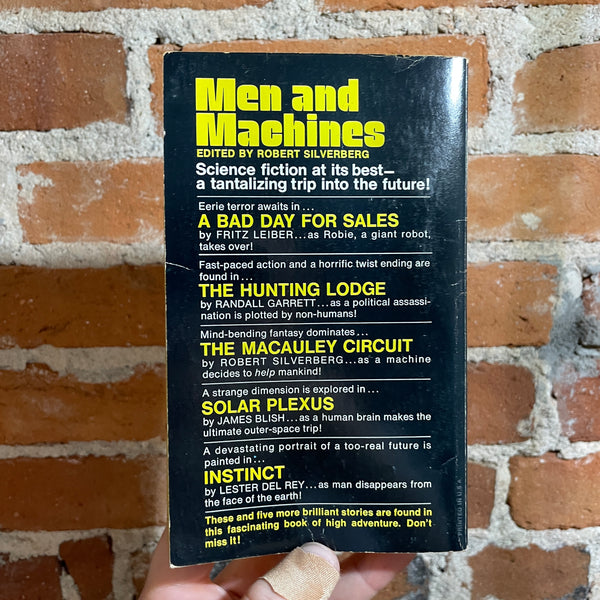 Men and
Machines
EDITED BY ROBERT SILVERBERG
Science fiction at its best—
a tantalizing trip into the future!
Eerie terror awaits in...
A BAD DAY FOR SALES
by FRITZ LEIBER...as Robie, a giant robot,
takes over!
Fast-paced action and a horrific twist ending are
found in...
THE HUNTING LODGE
by RANDALL GARRETT...as a political assassi-
nation is plotted by non-humans!
Mind-bending fantasy dominates...
THE MACAULEY CIRCUIT
by ROBERT SILVERBERG...as a machine
decides to help mankind!
A strange dimension is explored in...
SOLAR PLEXUS
by JAMES BLISH...as a human brain makes the
ultimate outer-space trip!
A devastating portrait of a too-real future is
painted in...
INSTINCT
by LESTER DEL REY...as man disappears from
the face of the earth!
These and five more brilliant stories are found in
this fascinating book of high adventure. Don't
miss it!
PRINTED IN U.S.A.